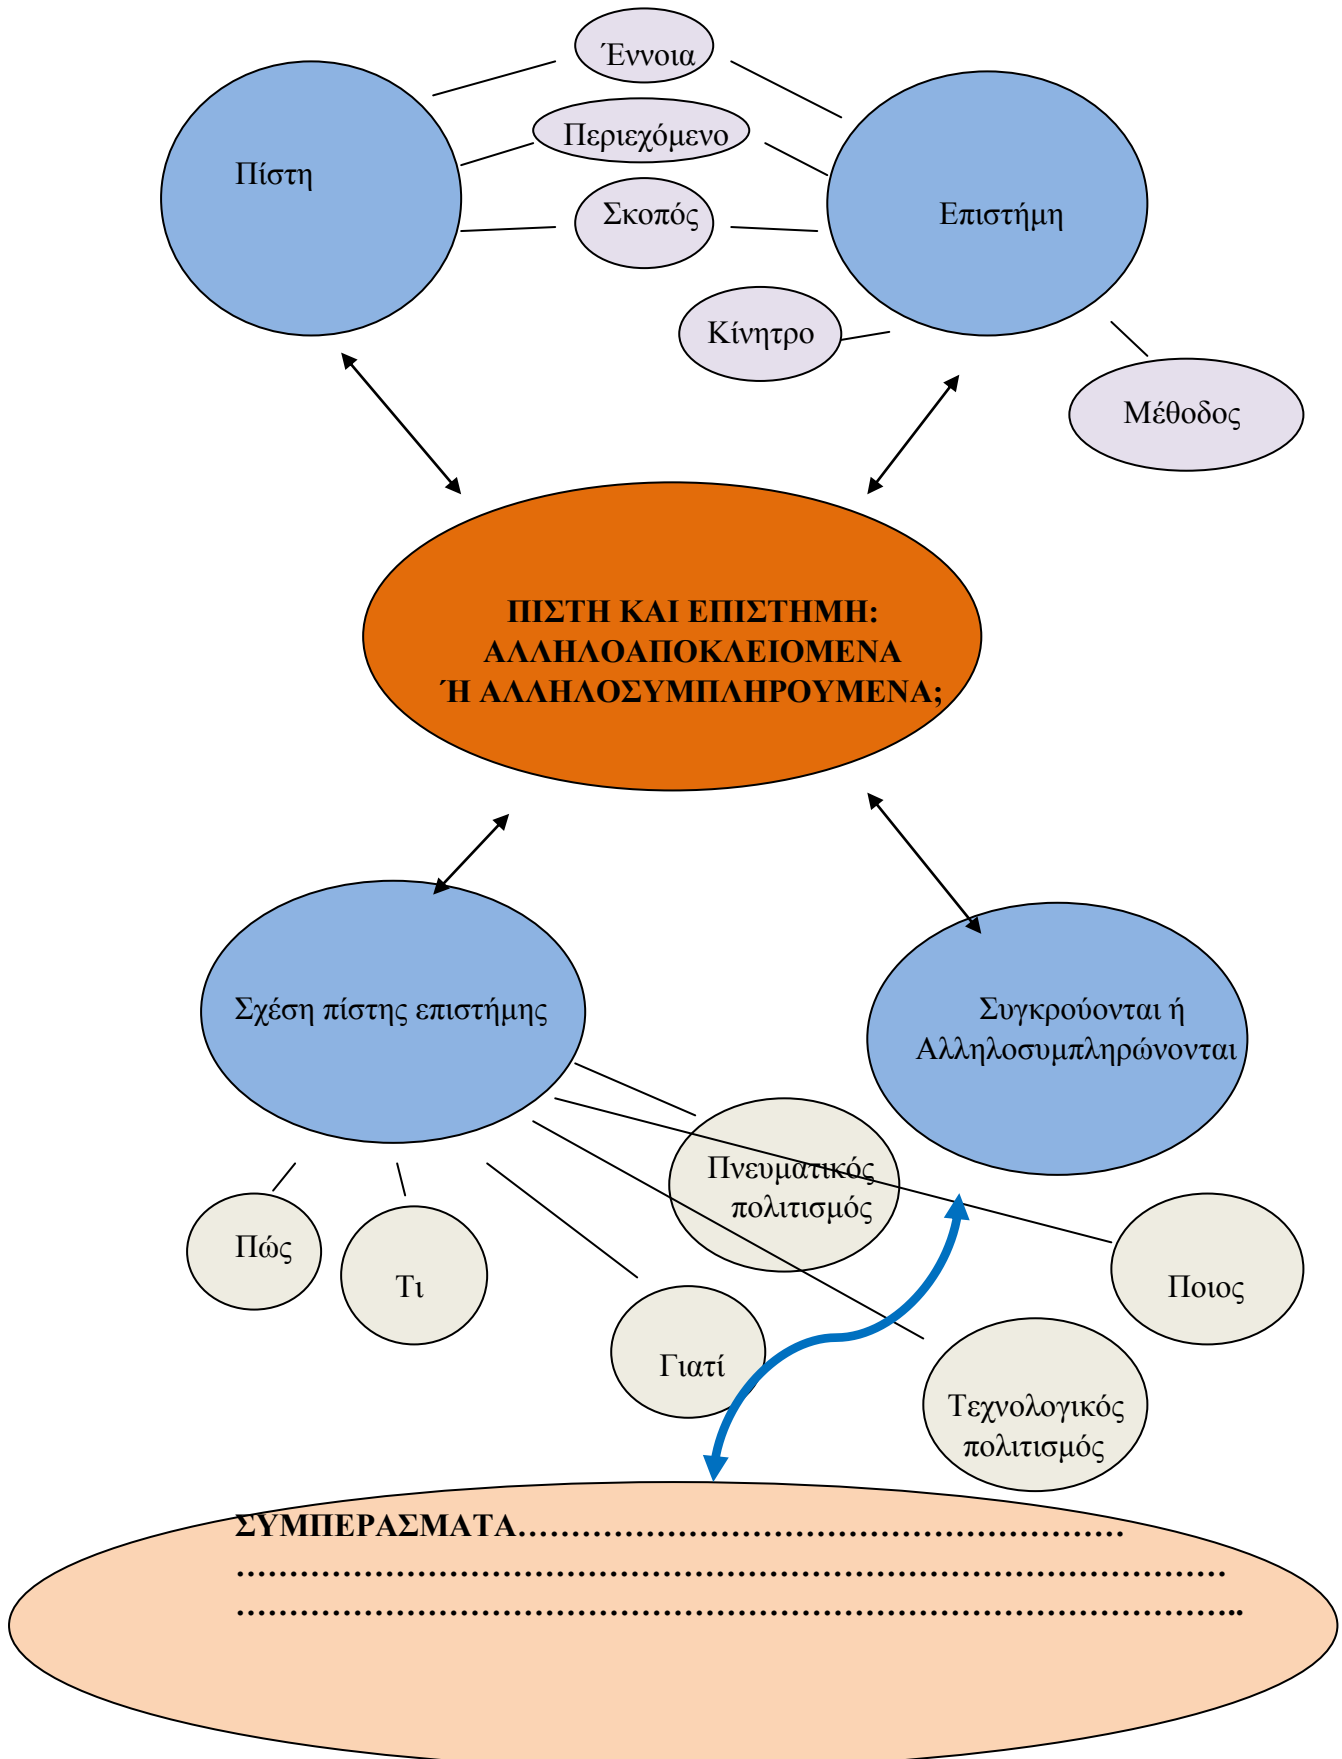 Έννοια
Περιεχόμενο
Πίστη
Σκοπός
Επιστήμη
Κίνητρο
Μέθοδος
ΠΙΣΤΗ ΚΑΙ ΕΠΙΣΤΗΜΗ:
ΑΛΛΗΛΟΑΠΟΚΛΕΙΟΜΕΝΑ
Ή ΑΛΛΗΛΟΣΥΜΠΛΗΡΟΥΜΕΝΑ;
Σχέση πίστης επιστήμης
Συγκρούονται ή
Αλληλοσυμπληρώνονται
Πνευματικός
πολιτισμός
Πώς
Τι
Ποιος
Γιατί
Τεχνολογικός
πολιτισμός
ΣΥΜΠΕΡΑΣΜΑΤΑ…………………………………………………
…………………………………………………………………………………
…………………………………………………………………………………..